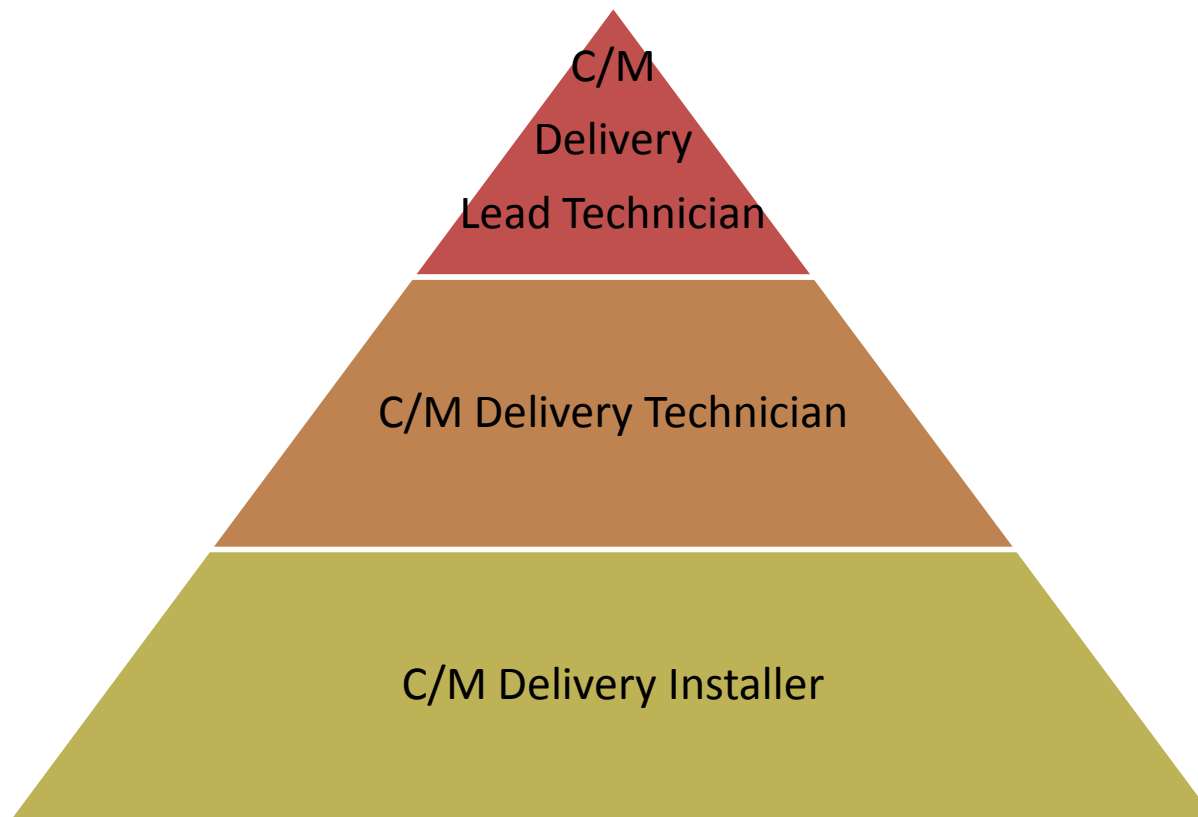 C/M
Delivery
Lead Technician
C/M Delivery Technician
C/M Delivery Installer